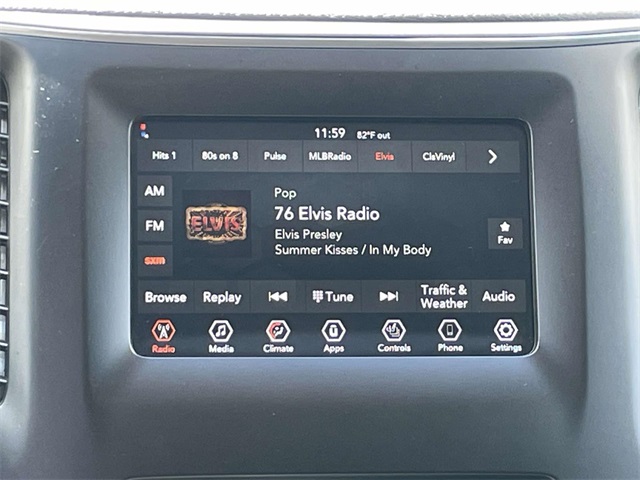 11:59 82°F out
Hits 1 80s on 8 Pulse MLBRadio Elvis ClsVinyl
AM
FM
sxm
ELVIS
Pop
76 Elvis Radio
Elvis Presley
Summer Kisses / In My Body
Fav
Browse Replay Tune Traffic & Weather Audio
Radio Media Climate Apps Controls Phone Settings